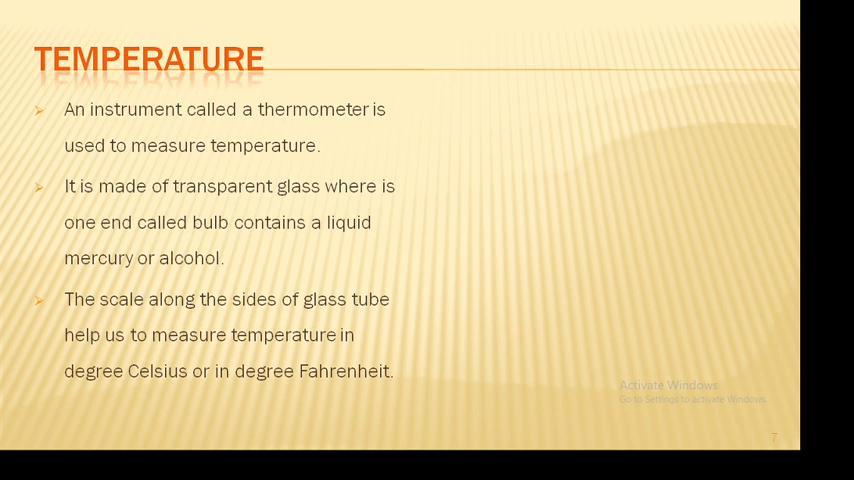 TEMPERATURE
An instrument called a thermometer is
used to measure temperature.
It is made of transparent glass where is
one end called bulb contains a liquid
mercury or alcohol.
The scale along the sides of glass tube
help us to measure temperature in
degree Celsius or in degree Fahrenheit.
Activate Windows
Go to Settings to activate Windows.
7